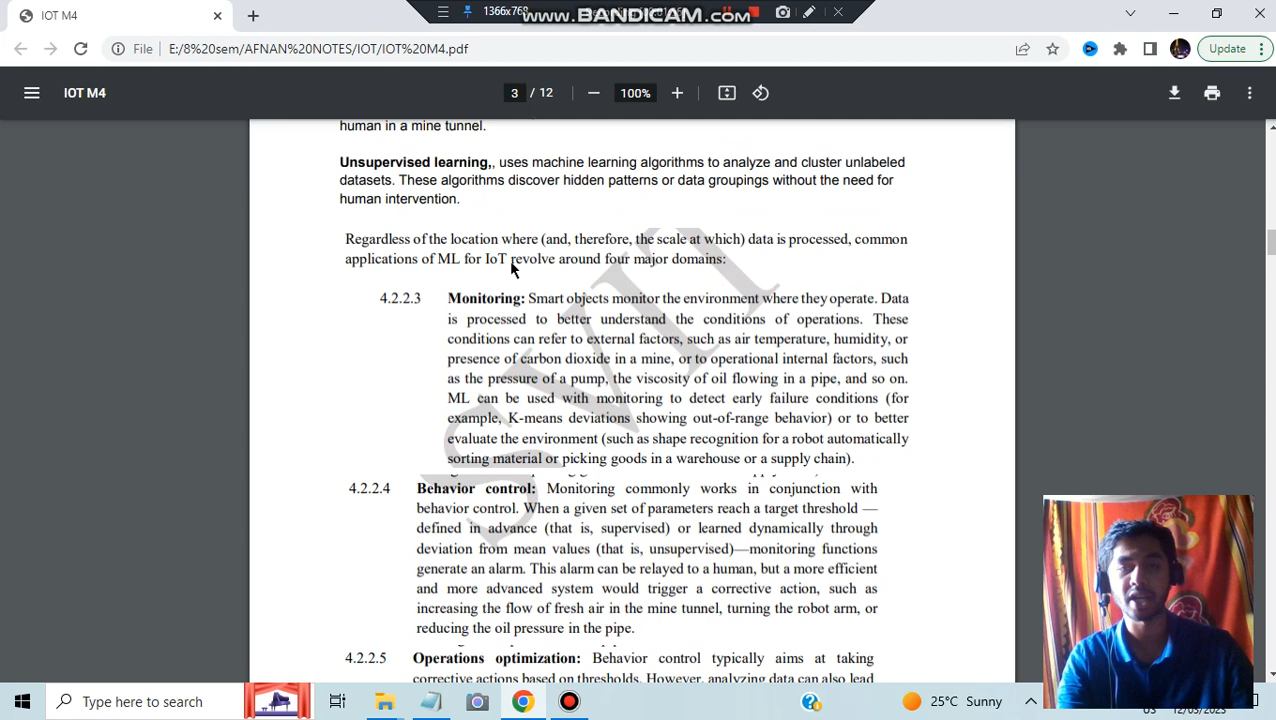 IOT M4
1366x768
www.BANDICAM.com
File
E:/8%20sem/AFNAN%20NOTES/IOT/IOT%20M4.pdf
Update
IOT M4
3 / 12
100%
human in a mine tunnel.
Unsupervised learning,, uses machine learning algorithms to analyze and cluster unlabeled
datasets. These algorithms discover hidden patterns or data groupings without the need for
human intervention.
Regardless of the location where (and, therefore, the scale at which) data is processed, common
applications of ML for IoT revolve around four major domains:
4.2.2.3 Monitoring: Smart objects monitor the environment where they operate. Data
is processed to better understand the conditions of operations. These
conditions can refer to external factors, such as air temperature, humidity, or
presence of carbon dioxide in a mine, or to operational internal factors, such
as the pressure of a pump, the viscosity of oil flowing in a pipe, and so on.
ML can be used with monitoring to detect early failure conditions (for
example, K-means deviations showing out-of-range behavior) or to better
evaluate the environment (such as shape recognition for a robot automatically
sorting material or picking goods in a warehouse or a supply chain).
SVIT
4.2.2.4 Behavior control: Monitoring commonly works in conjunction with
behavior control. When a given set of parameters reach a target threshold —
defined in advance (that is, supervised) or learned dynamically through
deviation from mean values (that is, unsupervised)—monitoring functions
generate an alarm. This alarm can be relayed to a human, but a more efficient
and more advanced system would trigger a corrective action, such as
increasing the flow of fresh air in the mine tunnel, turning the robot arm, or
reducing the oil pressure in the pipe.
4.2.2.5 Operations optimization: Behavior control typically aims at taking
corrective actions based on thresholds. However, analyzing data can also lead
Type here to search
25°C Sunny